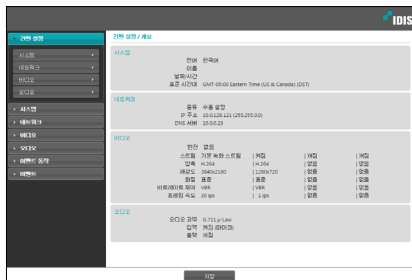 IDIS
간편 설정
시스템
네트워크
비디오
오디오
시스템
네트워크
비디오
오디오
이벤트 동작
이벤트
간편 설정 / 개요
시스템
언어 한국어
이름
날짜/시간
표준 시간대 GMT-05:00 Eastern Time (US & Canada) (DST)
네트워크
종류 수동 설정
IP 주소 10.0.128.121 (255.255.0.0)
DNS 서버 10.0.0.23
비디오
반전 없음
스트림 기본 녹화 스트림 | 켜짐 | 꺼짐 | 꺼짐
압축 H.264 | H.264 | 없음 | 없음
해상도 3840x2160 | 1280x720 | 없음 | 없음
화질 표준 | 표준 | 없음 | 없음
비트레이트 제어 VBR | VBR | 없음 | 없음
프레임 속도 30 ips | 1 ips | 없음 | 없음
오디오
오디오 코덱 G.711 μ-Law
입력 켜짐 (마이크)
출력 꺼짐
저장